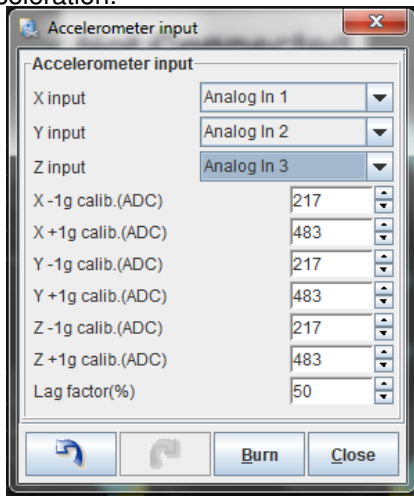 Accelerometer input
Accelerometer input
X input Analog In 1
Y input Analog In 2
Z input Analog In 3
X -1g calib.(ADC) 217
X +1g calib.(ADC) 483
Y -1g calib.(ADC) 217
Y +1g calib.(ADC) 483
Z -1g calib.(ADC) 217
Z +1g calib.(ADC) 483
Lag factor(%) 50
Burn Close